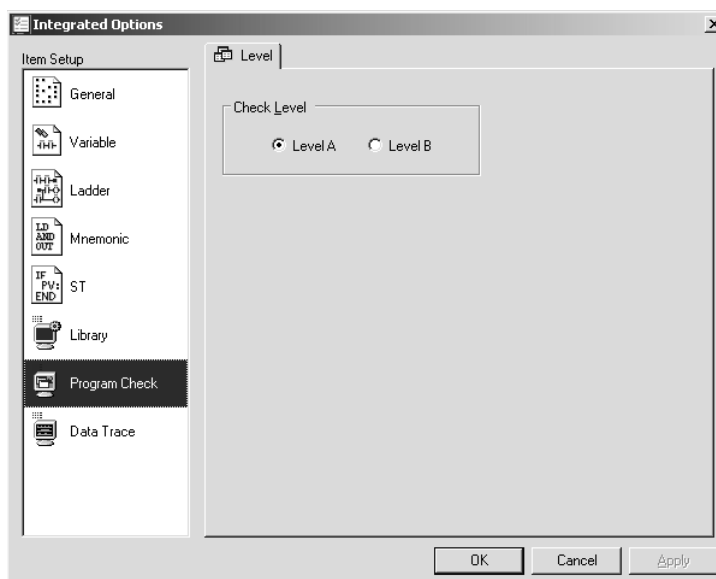 Integrated Options
Item Setup
General
Variable
Ladder
LD
AND
OUT
Mnemonic
IF
PV:
END
ST
Library
Program Check
Data Trace
Level
Check Level
Level A
Level B
OK
Cancel
Apply